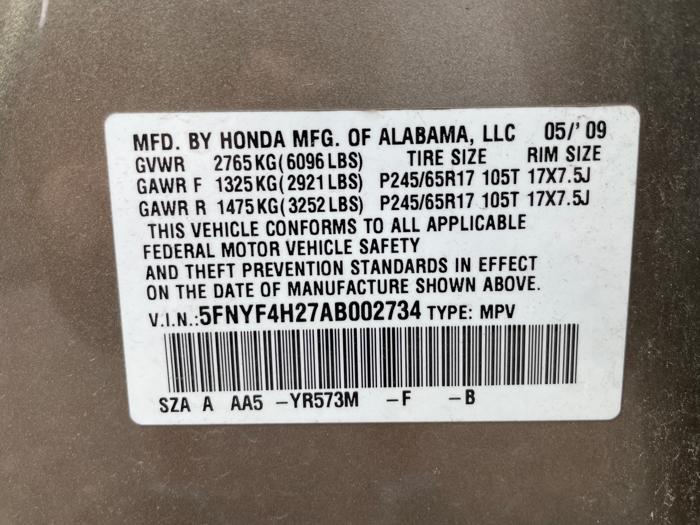 MFD. BY HONDA MFG. OF ALABAMA, LLC 05/'09
GVWR 2765KG(6096LBS) TIRE SIZE RIM SIZE
GAWR F 1325KG(2921LBS) P245/65R17 105T 17X7.5J
GAWR R 1475KG(3252LBS) P245/65R17 105T 17X7.5J
THIS VEHICLE CONFORMS TO ALL APPLICABLE
FEDERAL MOTOR VEHICLE SAFETY
AND THEFT PREVENTION STANDARDS IN EFFECT
ON THE DATE OF MANUFACTURE SHOWN ABOVE.
V.I.N.:5FNYF4H27AB002734 TYPE: MPV
SZA A AA5 -YR573M -F -B